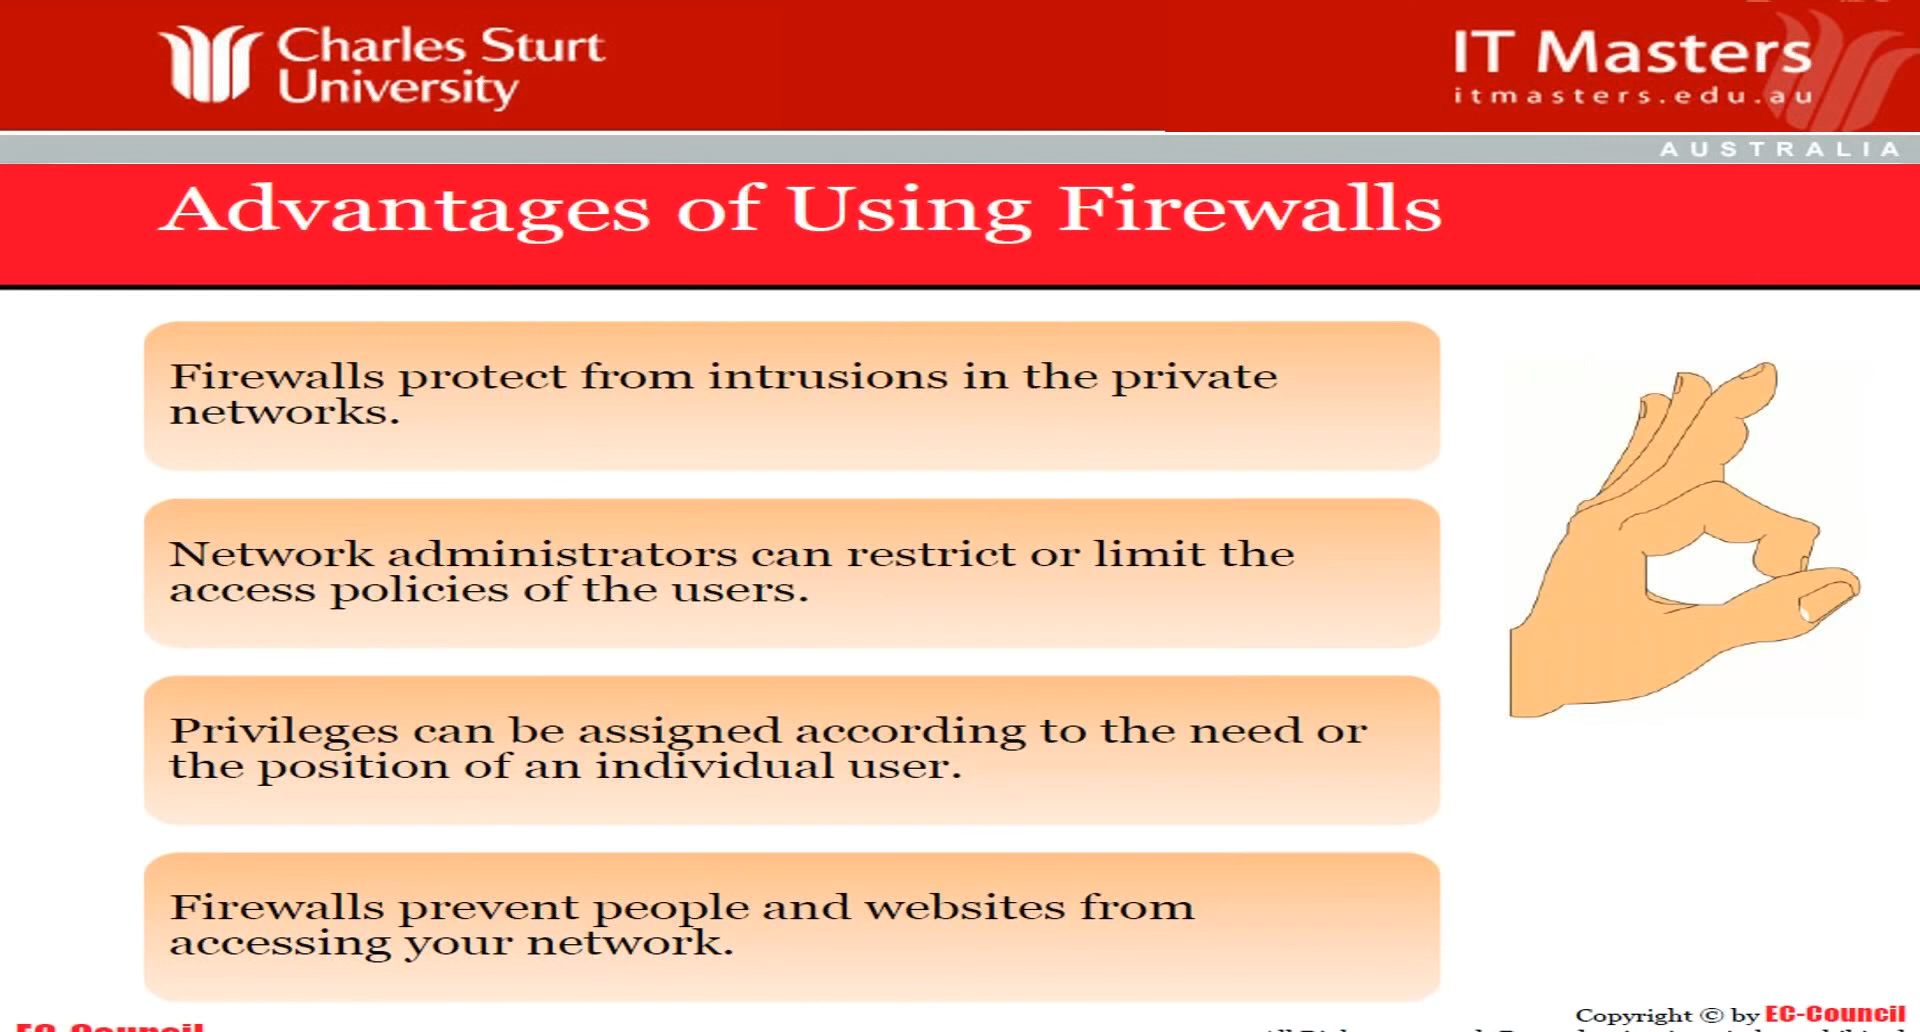 Charles Sturt
University
IT Masters
itmasters.edu.au
AUSTRALIA
Advantages of Using Firewalls
Firewalls protect from intrusions in the private
networks.
Network administrators can restrict or limit the
access policies of the users.
Privileges can be assigned according to the need or
the position of an individual user.
Firewalls prevent people and websites from
accessing your network.
Copyright © by EC-Council
EC-Council